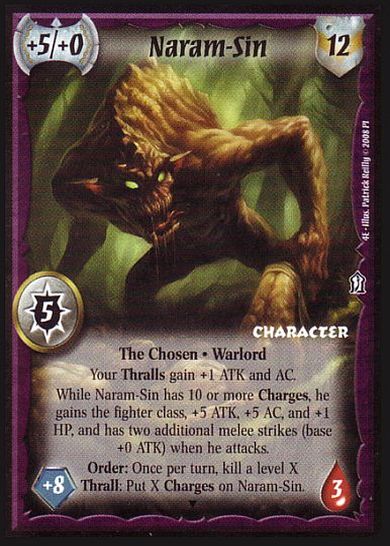 +5/+0
Naram-Sin
12
4E • Illus. Patrick Reilly © 2008 PI
5
CHARACTER
The Chosen • Warlord
Your Thralls gain +1 ATK and AC.
While Naram-Sin has 10 or more Charges, he
gains the fighter class, +5 ATK, +5 AC, and +1
HP, and has two additional melee strikes (base
+0 ATK) when he attacks.
Order: Once per turn, kill a level X
Thrall: Put X Charges on Naram-Sin.
+8
3